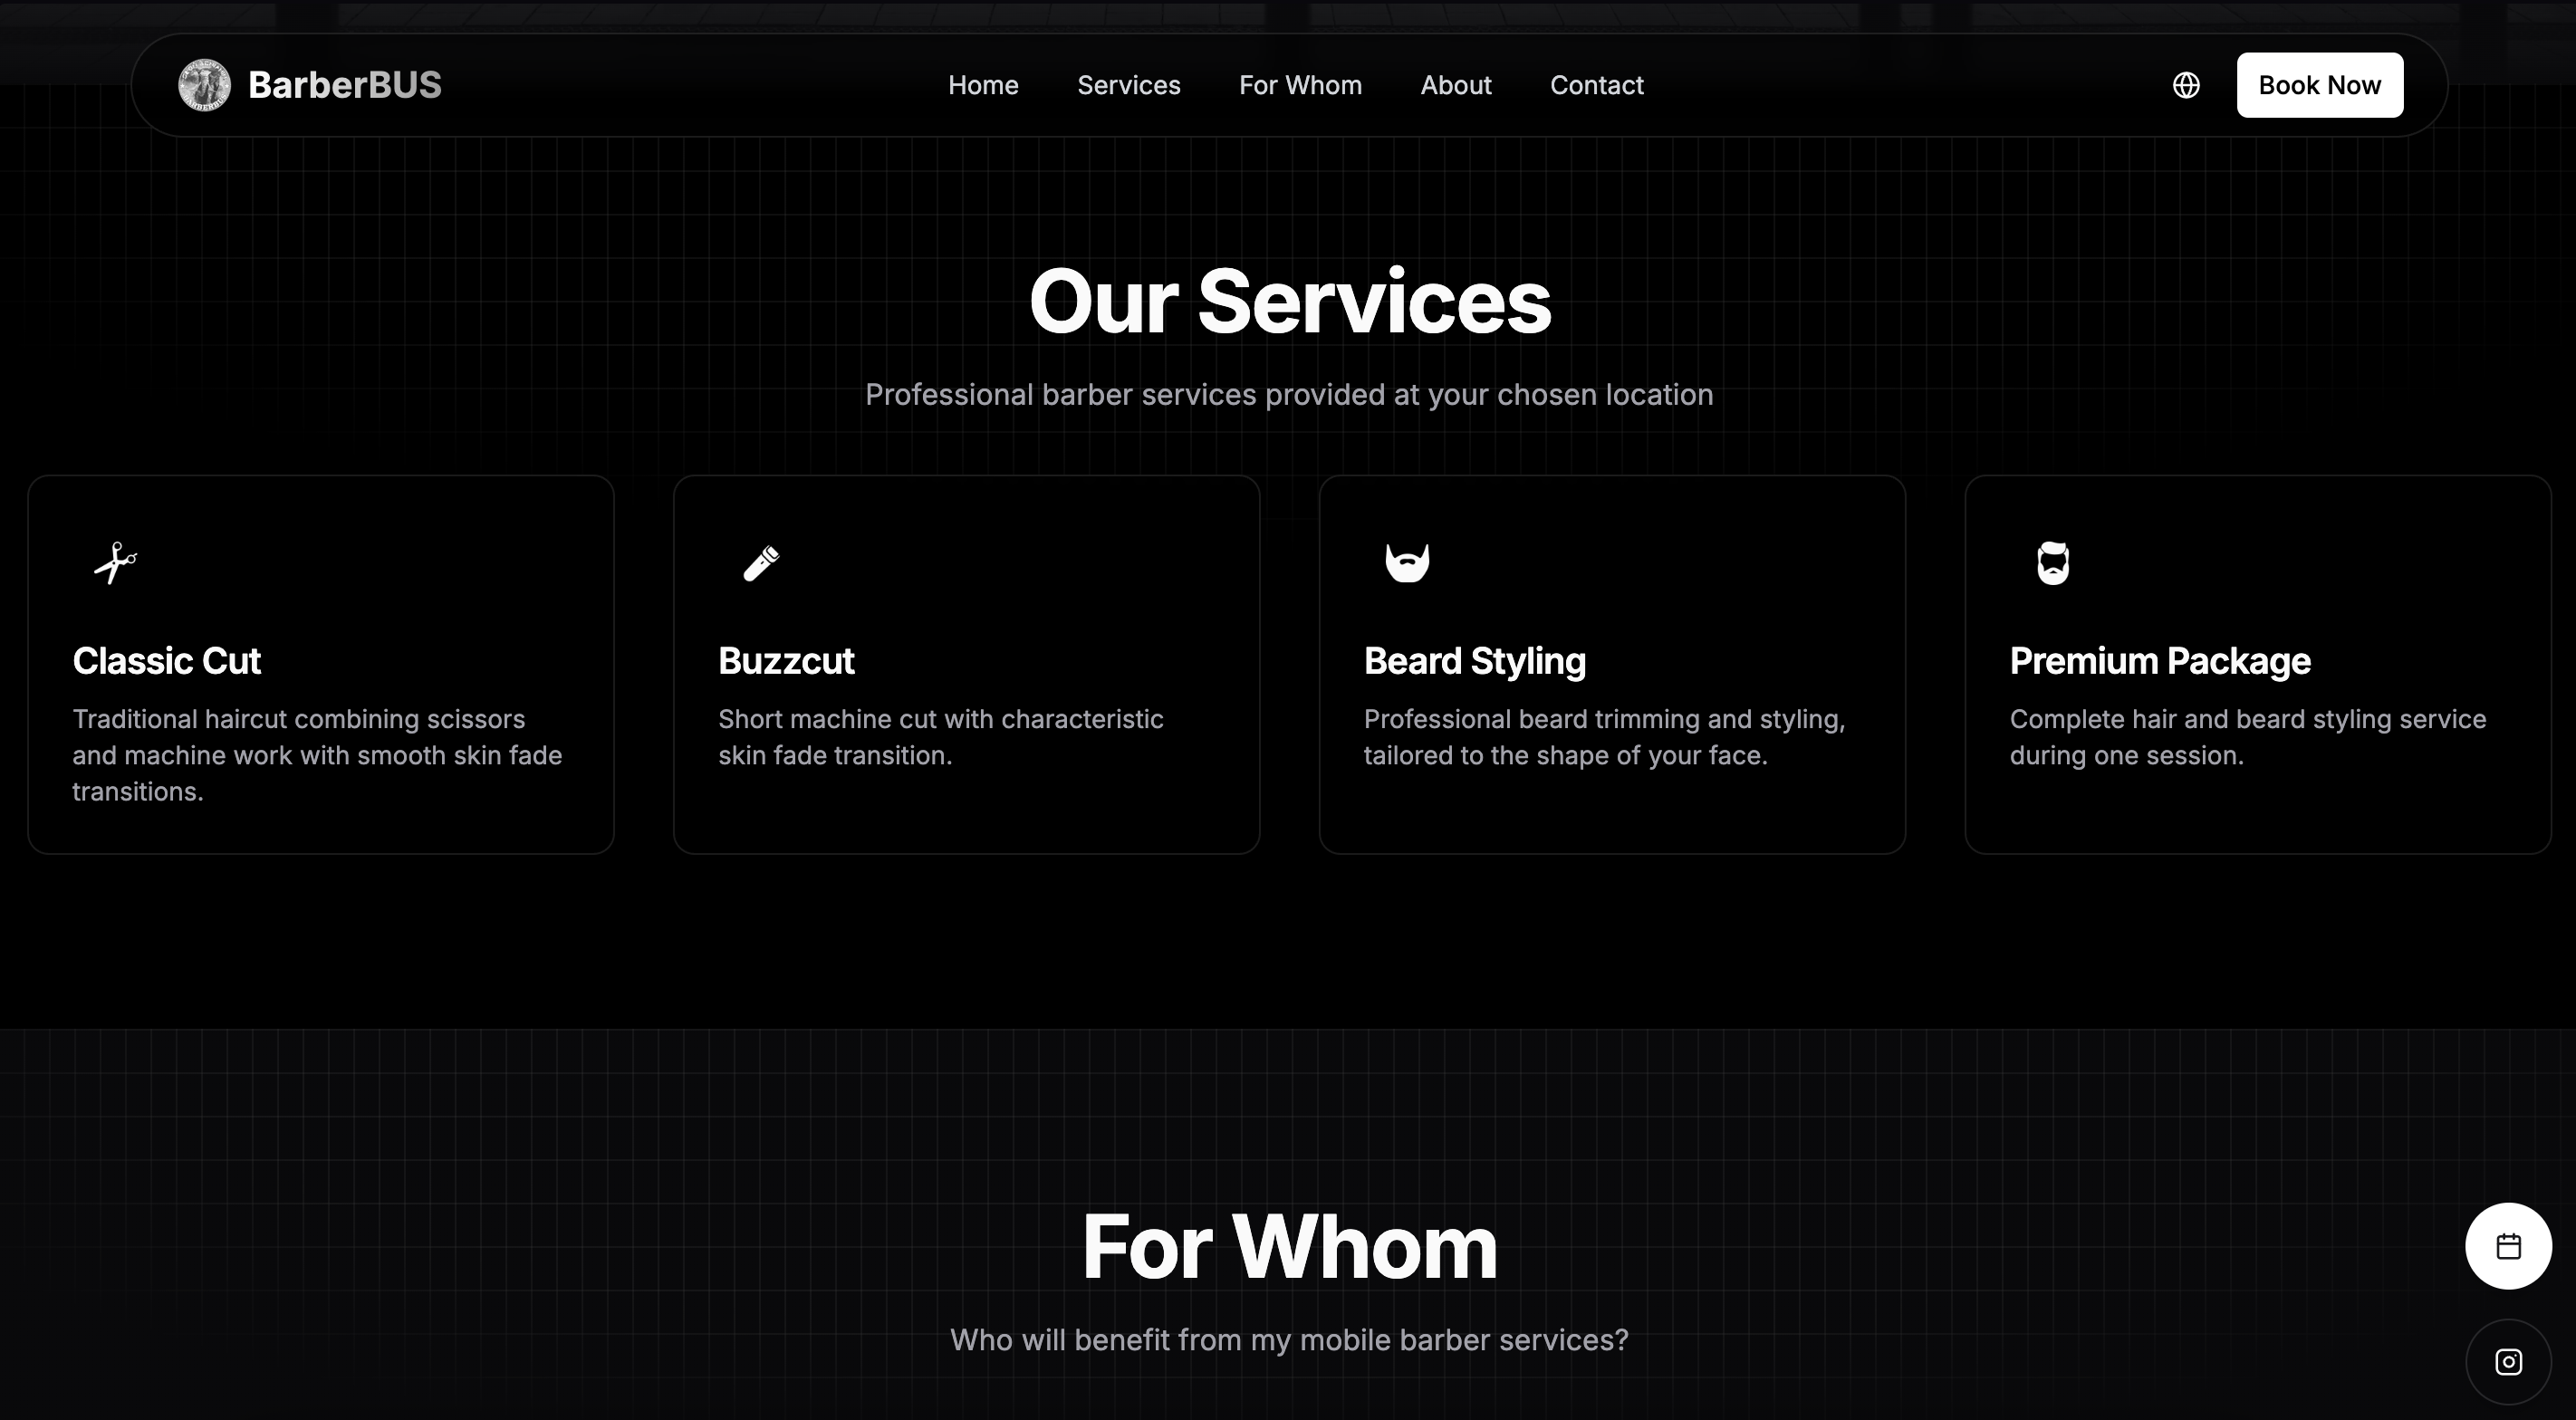 BarberBUS
Home
Services
For Whom
About
Contact
Book Now
Our Services
Professional barber services provided at your chosen location
Classic Cut
Traditional haircut combining scissors
and machine work with smooth skin fade
transitions.
Buzzcut
Short machine cut with characteristic
skin fade transition.
Beard Styling
Professional beard trimming and styling,
tailored to the shape of your face.
Premium Package
Complete hair and beard styling service
during one session.
For Whom
Who will benefit from my mobile barber services?